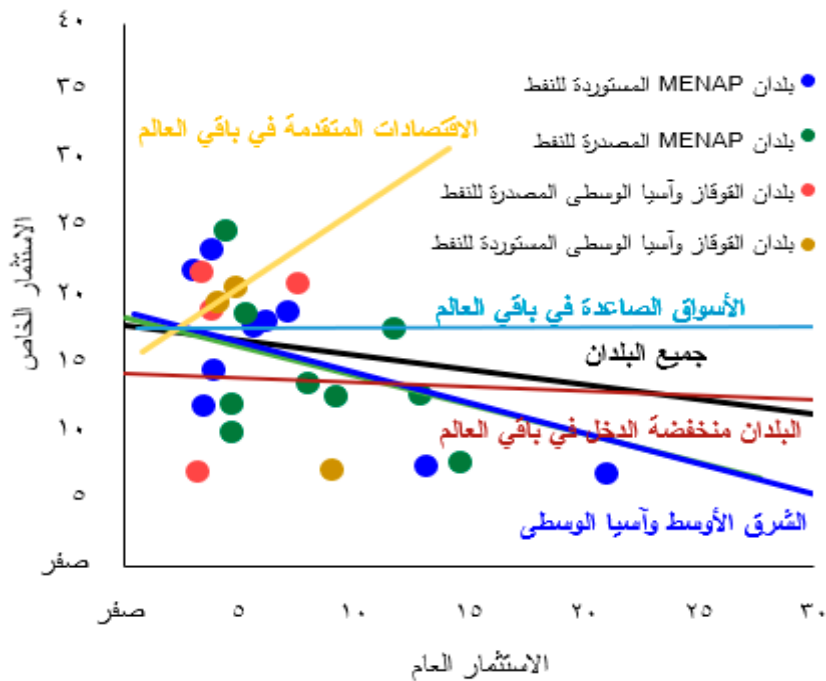 ٤٠
٣٥
٣٠
٢٥
٢٠
١٥
١٠
٥
صفر
الاستثمار الخاص
بلدان MENAP المستوردة للنفط
بلدان MENAP المصدرة للنفط
بلدان القوقاز وآسيا الوسطى المصدرة للنفط
بلدان القوقاز وآسيا الوسطى المستوردة للنفط
الاقتصادات المتقدمة في باقي العالم
الأسواق الصاعدة في باقي العالم
جميع البلدان
البلدان منخفضة الدخل في باقي العالم
الشرق الأوسط وآسيا الوسطى
صفر ٥ ١٠ ١٥ ٢٠ ٢٥ ٣٠
الاستثمار العام